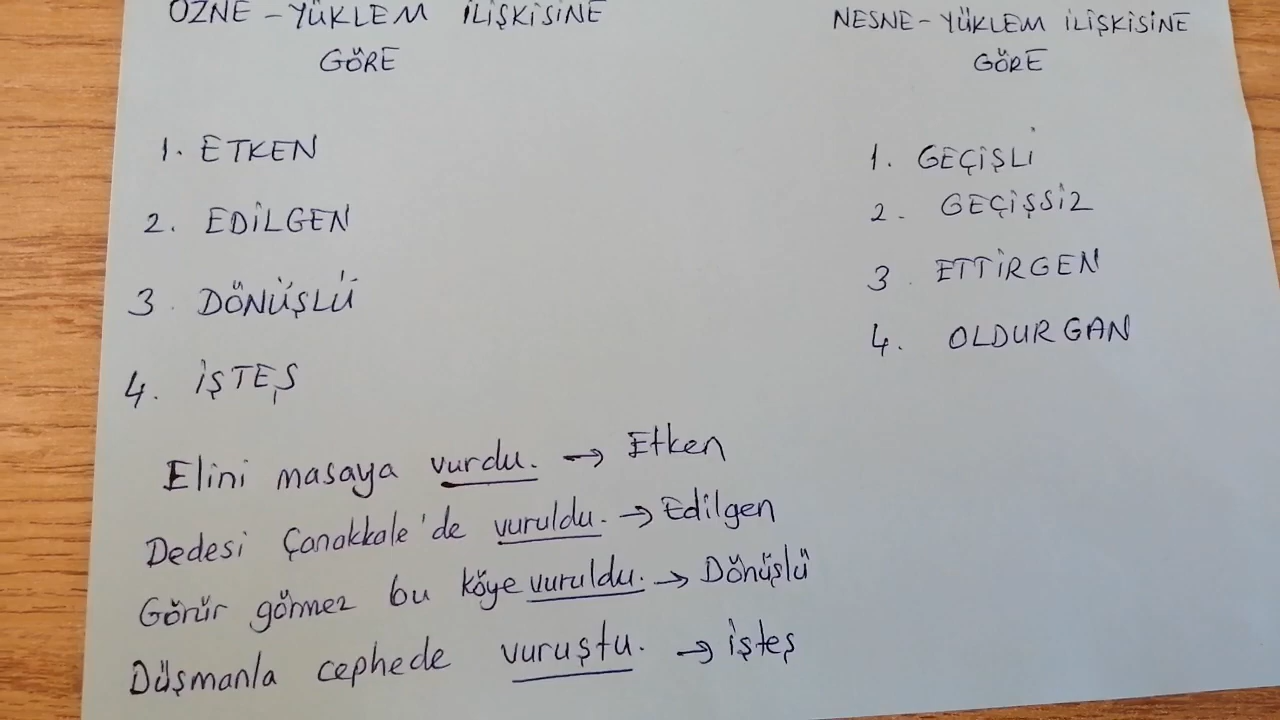 ÖZNE - YÜKLEM İLİŞKİSİNE
GÖRE
1. ETKEN
2. EDİLGEN
3. DÖNÜŞLÜ
4. İŞTEŞ
NESNE - YÜKLEM İLİŞKİSİNE
GÖRE
1. GEÇİŞLİ
2. GEÇİŞSİZ
3. ETTİRGEN
4. OLDURGAN
Elini masaya vurdu. → Etken
Dedesi Çanakkale'de vuruldu. → Edilgen
Görür görmez bu köye vuruldu. → Dönüşlü
Düşmanla cephede vuruştu. → İşteş